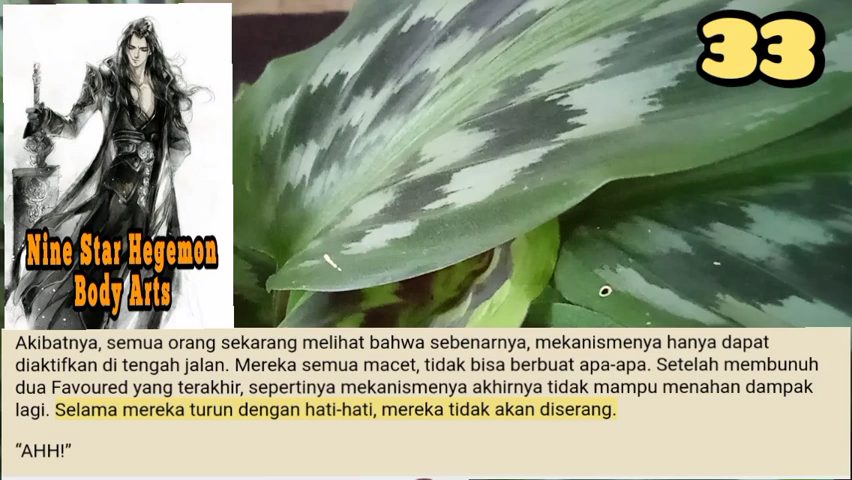 33
Nine Star Hegemon
Body Arts
Akibatnya, semua orang sekarang melihat bahwa sebenarnya, mekanismenya hanya dapat
diaktifkan di tengah jalan. Mereka semua macet, tidak bisa berbuat apa-apa. Setelah membunuh
dua Favoured yang terakhir, sepertinya mekanismenya akhirnya tidak mampu menahan dampak
lagi. Selama mereka turun dengan hati-hati, mereka tidak akan diserang.
“AHH!”